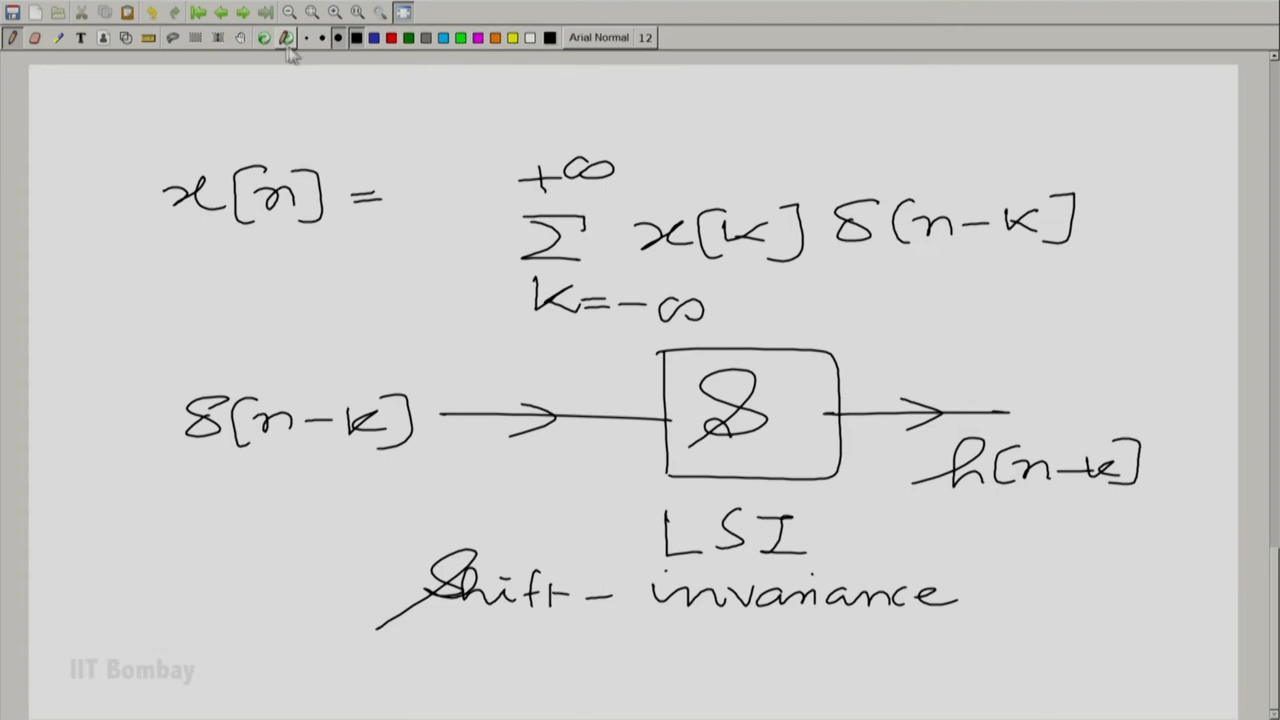 Arial Normal 12
x[n] = +∞ Σ k=-∞ x[k] δ[n-k]
δ[n-k] S h[n-k]
LSI
Shift - invariance
IIT Bombay